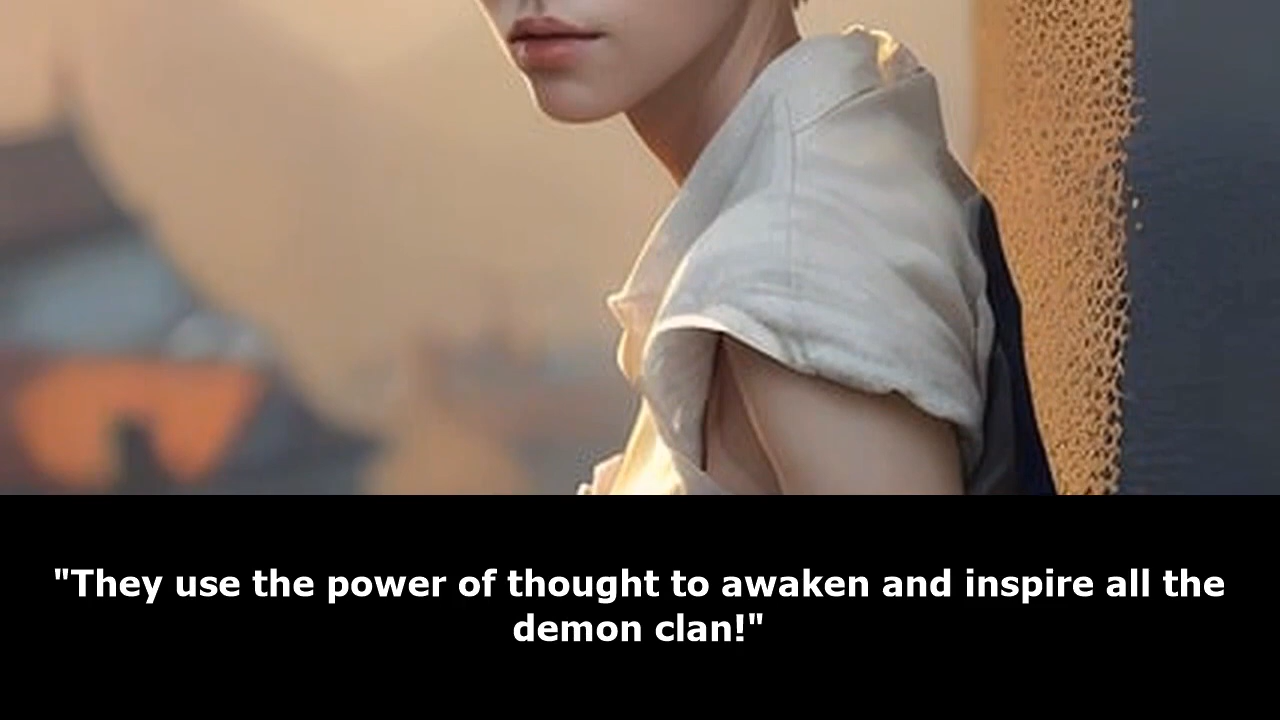 "They use the power of thought to awaken and inspire all the
demon clan!"